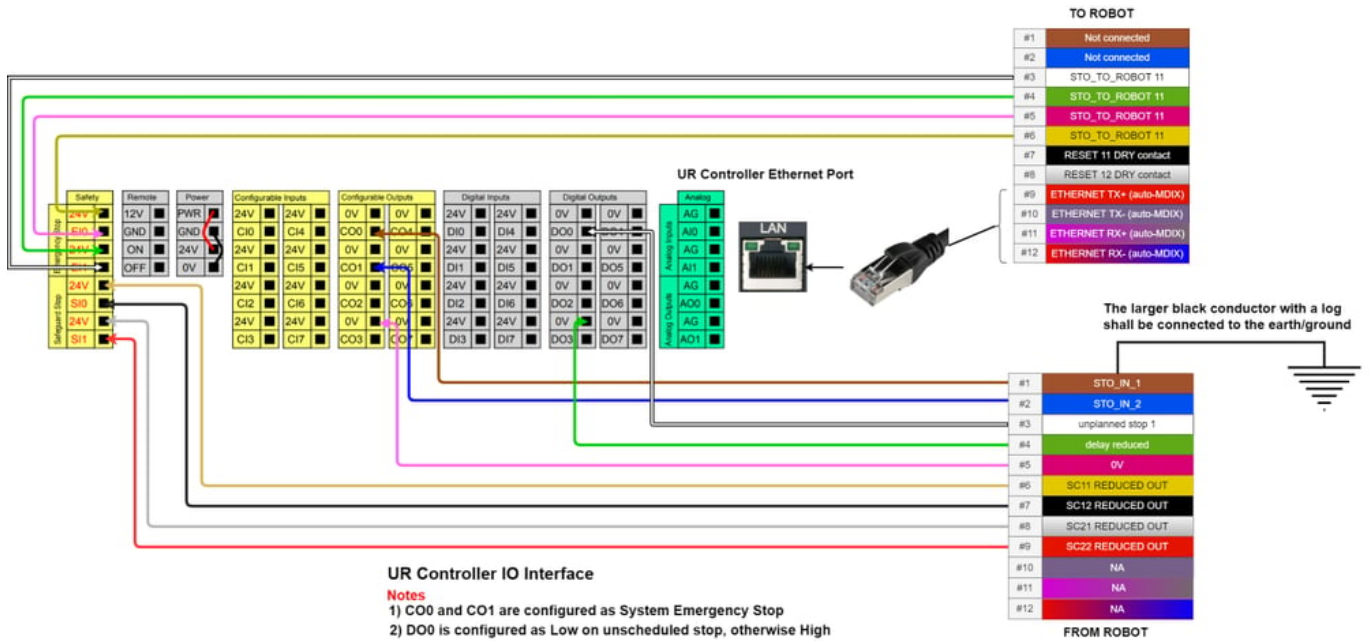 TO ROBOT
#1 Not connected
#2 Not connected
#3 STO_TO_ROBOT 11
#4 STO_TO_ROBOT 11
#5 STO_TO_ROBOT 11
#6 STO_TO_ROBOT 11
#7 RESET 11 DRY contact
#8 RESET 12 DRY contact
#9 ETHERNET TX+ (auto-MDIX)
#10 ETHERNET TX- (auto-MDIX)
#11 ETHERNET RX+ (auto-MDIX)
#12 ETHERNET RX- (auto-MDIX)
UR Controller Ethernet Port
LAN
Safety
Emergency Stop
24V
EI0
24V
EI1
Safeguard Stop
24V
SI0
24V
SI1
Remote
12V
GND
ON
OFF
Power
PWR
GND
24V
0V
Configurable Inputs
24V 24V
CI0 CI4
24V 24V
CI1 CI5
24V 24V
CI2 CI6
24V 24V
CI3 CI7
Configurable Outputs
0V 0V
CO0 CO4
0V 0V
CO1 CO5
0V 0V
CO2 CO6
0V 0V
CO3 CO7
Digital Inputs
24V 24V
DI0 DI4
24V 24V
DI1 DI5
24V 24V
DI2 DI6
24V 24V
DI3 DI7
Digital Outputs
0V 0V
DO0 DO4
0V 0V
DO1 DO5
0V 0V
DO2 DO6
0V 0V
DO3 DO7
Analog
Analog Inputs
AG
AI0
AG
AI1
Analog Outputs
AG
AO0
AG
AO1
The larger black conductor with a log
shall be connected to the earth/ground
#1 STO_IN_1
#2 STO_IN_2
#3 unplanned stop 1
#4 delay reduced
#5 0V
#6 SC11 REDUCED OUT
#7 SC12 REDUCED OUT
#8 SC21 REDUCED OUT
#9 SC22 REDUCED OUT
#10 NA
#11 NA
#12 NA
FROM ROBOT
UR Controller IO Interface
Notes
1) CO0 and CO1 are configured as System Emergency Stop
2) DO0 is configured as Low on unscheduled stop, otherwise High